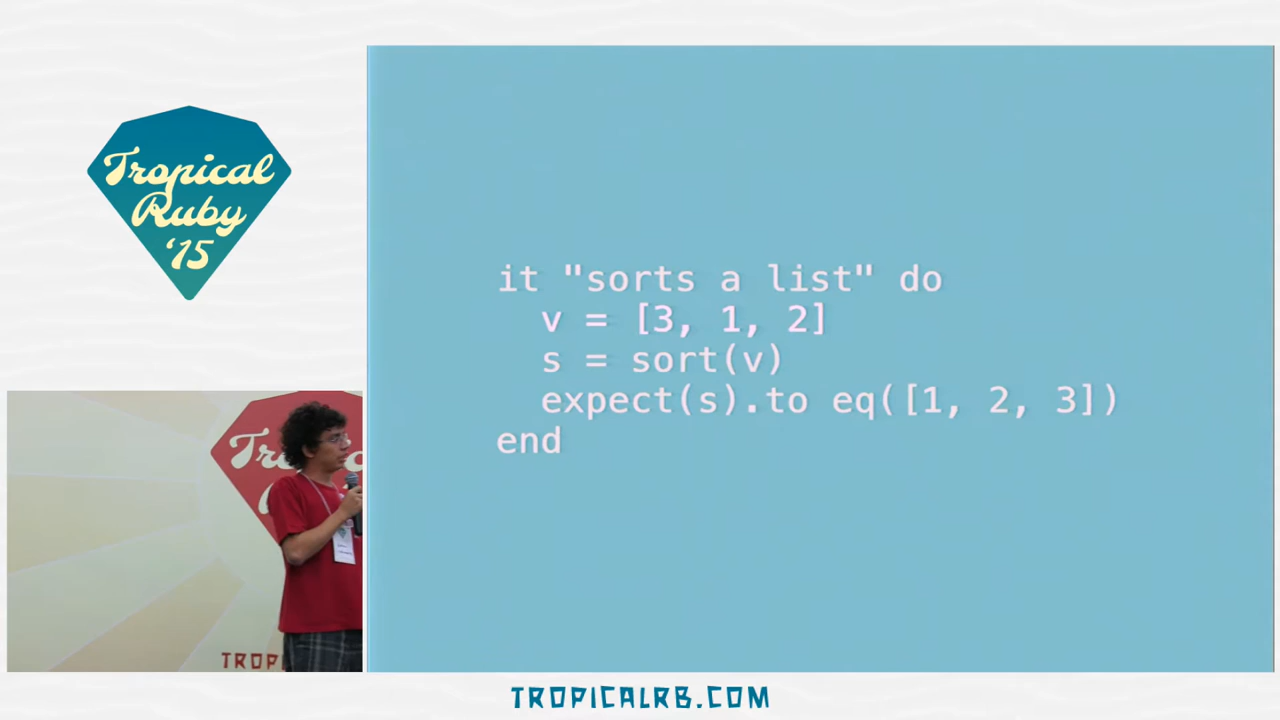 Tropical
Ruby
'15
it "sorts a list" do
  v = [3, 1, 2]
  s = sort(v)
  expect(s).to eq([1, 2, 3])
end
TROP
TROPICALRB.COM